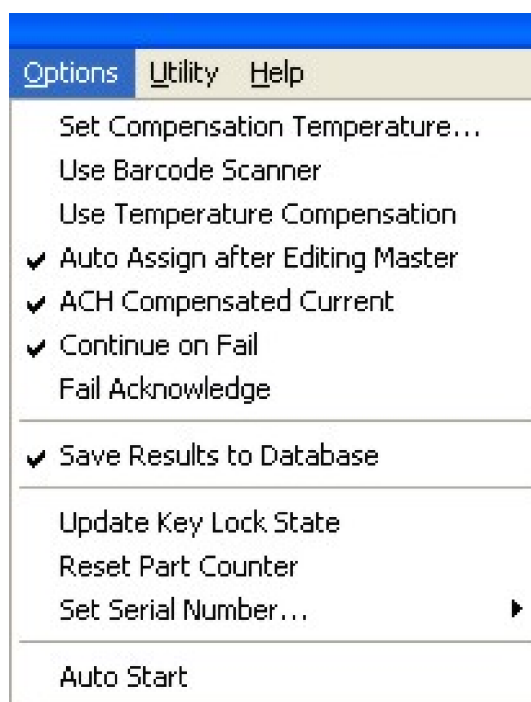 Options Utility Help
Set Compensation Temperature...
Use Barcode Scanner
Use Temperature Compensation
Auto Assign after Editing Master
ACH Compensated Current
Continue on Fail
Fail Acknowledge
Save Results to Database
Update Key Lock State
Reset Part Counter
Set Serial Number...
Auto Start